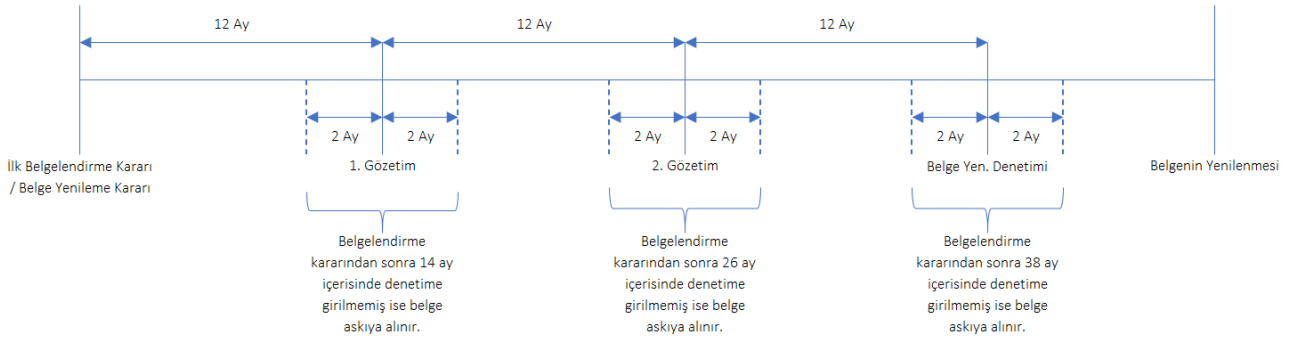 12 Ay
12 Ay
12 Ay
2 Ay
2 Ay
2 Ay
2 Ay
2 Ay
2 Ay
İlk Belgelendirme Kararı
/ Belge Yenileme Kararı
1. Gözetim
2. Gözetim
Belge Yen. Denetimi
Belgenin Yenilenmesi
Belgelendirme
kararından sonra 14 ay
içerisinde denetime
girilmemiş ise belge
askıya alınır.
Belgelendirme
kararından sonra 26 ay
içerisinde denetime
girilmemiş ise belge
askıya alınır.
Belgelendirme
kararından sonra 38 ay
içerisinde denetime
girilmemiş ise belge
askıya alınır.